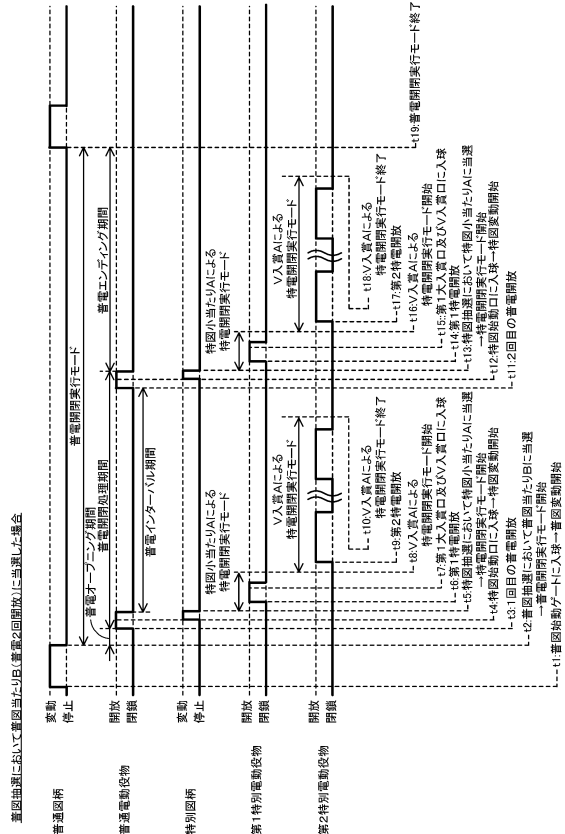 普図抽選において普図当たりB(普電2回開放)に当選した場合
普通図柄
変動
停止
普電開閉実行モード
普電オープニング期間
普電開閉処理期間
普電エンディング期間
普通電動役物
開放
閉鎖
普電インターバル期間
特別図柄
変動
停止
特図小当たりAによる
特電開閉実行モード
特図小当たりAによる
特電開閉実行モード
第1特別電動役物
開放
閉鎖
V入賞Aによる
特電開閉実行モード
V入賞Aによる
特電開閉実行モード
第2特別電動役物
開放
閉鎖
t1:普図始動ゲートに入球→普図変動開始
t2:普図抽選において普図当たりBに当選
→普電開閉実行モード開始
t3:1回目の普電開放
t4:特図始動口に入球→特図変動開始
t5:特図抽選において特図小当たりAに当選
→特電開閉実行モード開始
t6:第1特電開放
t7:第1大入賞口及びV入賞口に入球
t8:V入賞Aによる
特電開閉実行モード開始
t9:第2特電開放
t10:V入賞Aによる
特電開閉実行モード終了
t11:2回目の普電開放
t12:特図始動口に入球→特図変動開始
t13:特図抽選において特図小当たりAに当選
→特電開閉実行モード開始
t14:第1特電開放
t15:第1大入賞口及びV入賞口に入球
t16:V入賞Aによる
特電開閉実行モード開始
t17:第2特電開放
t18:V入賞Aによる
特電開閉実行モード終了
t19:普電開閉実行モード終了